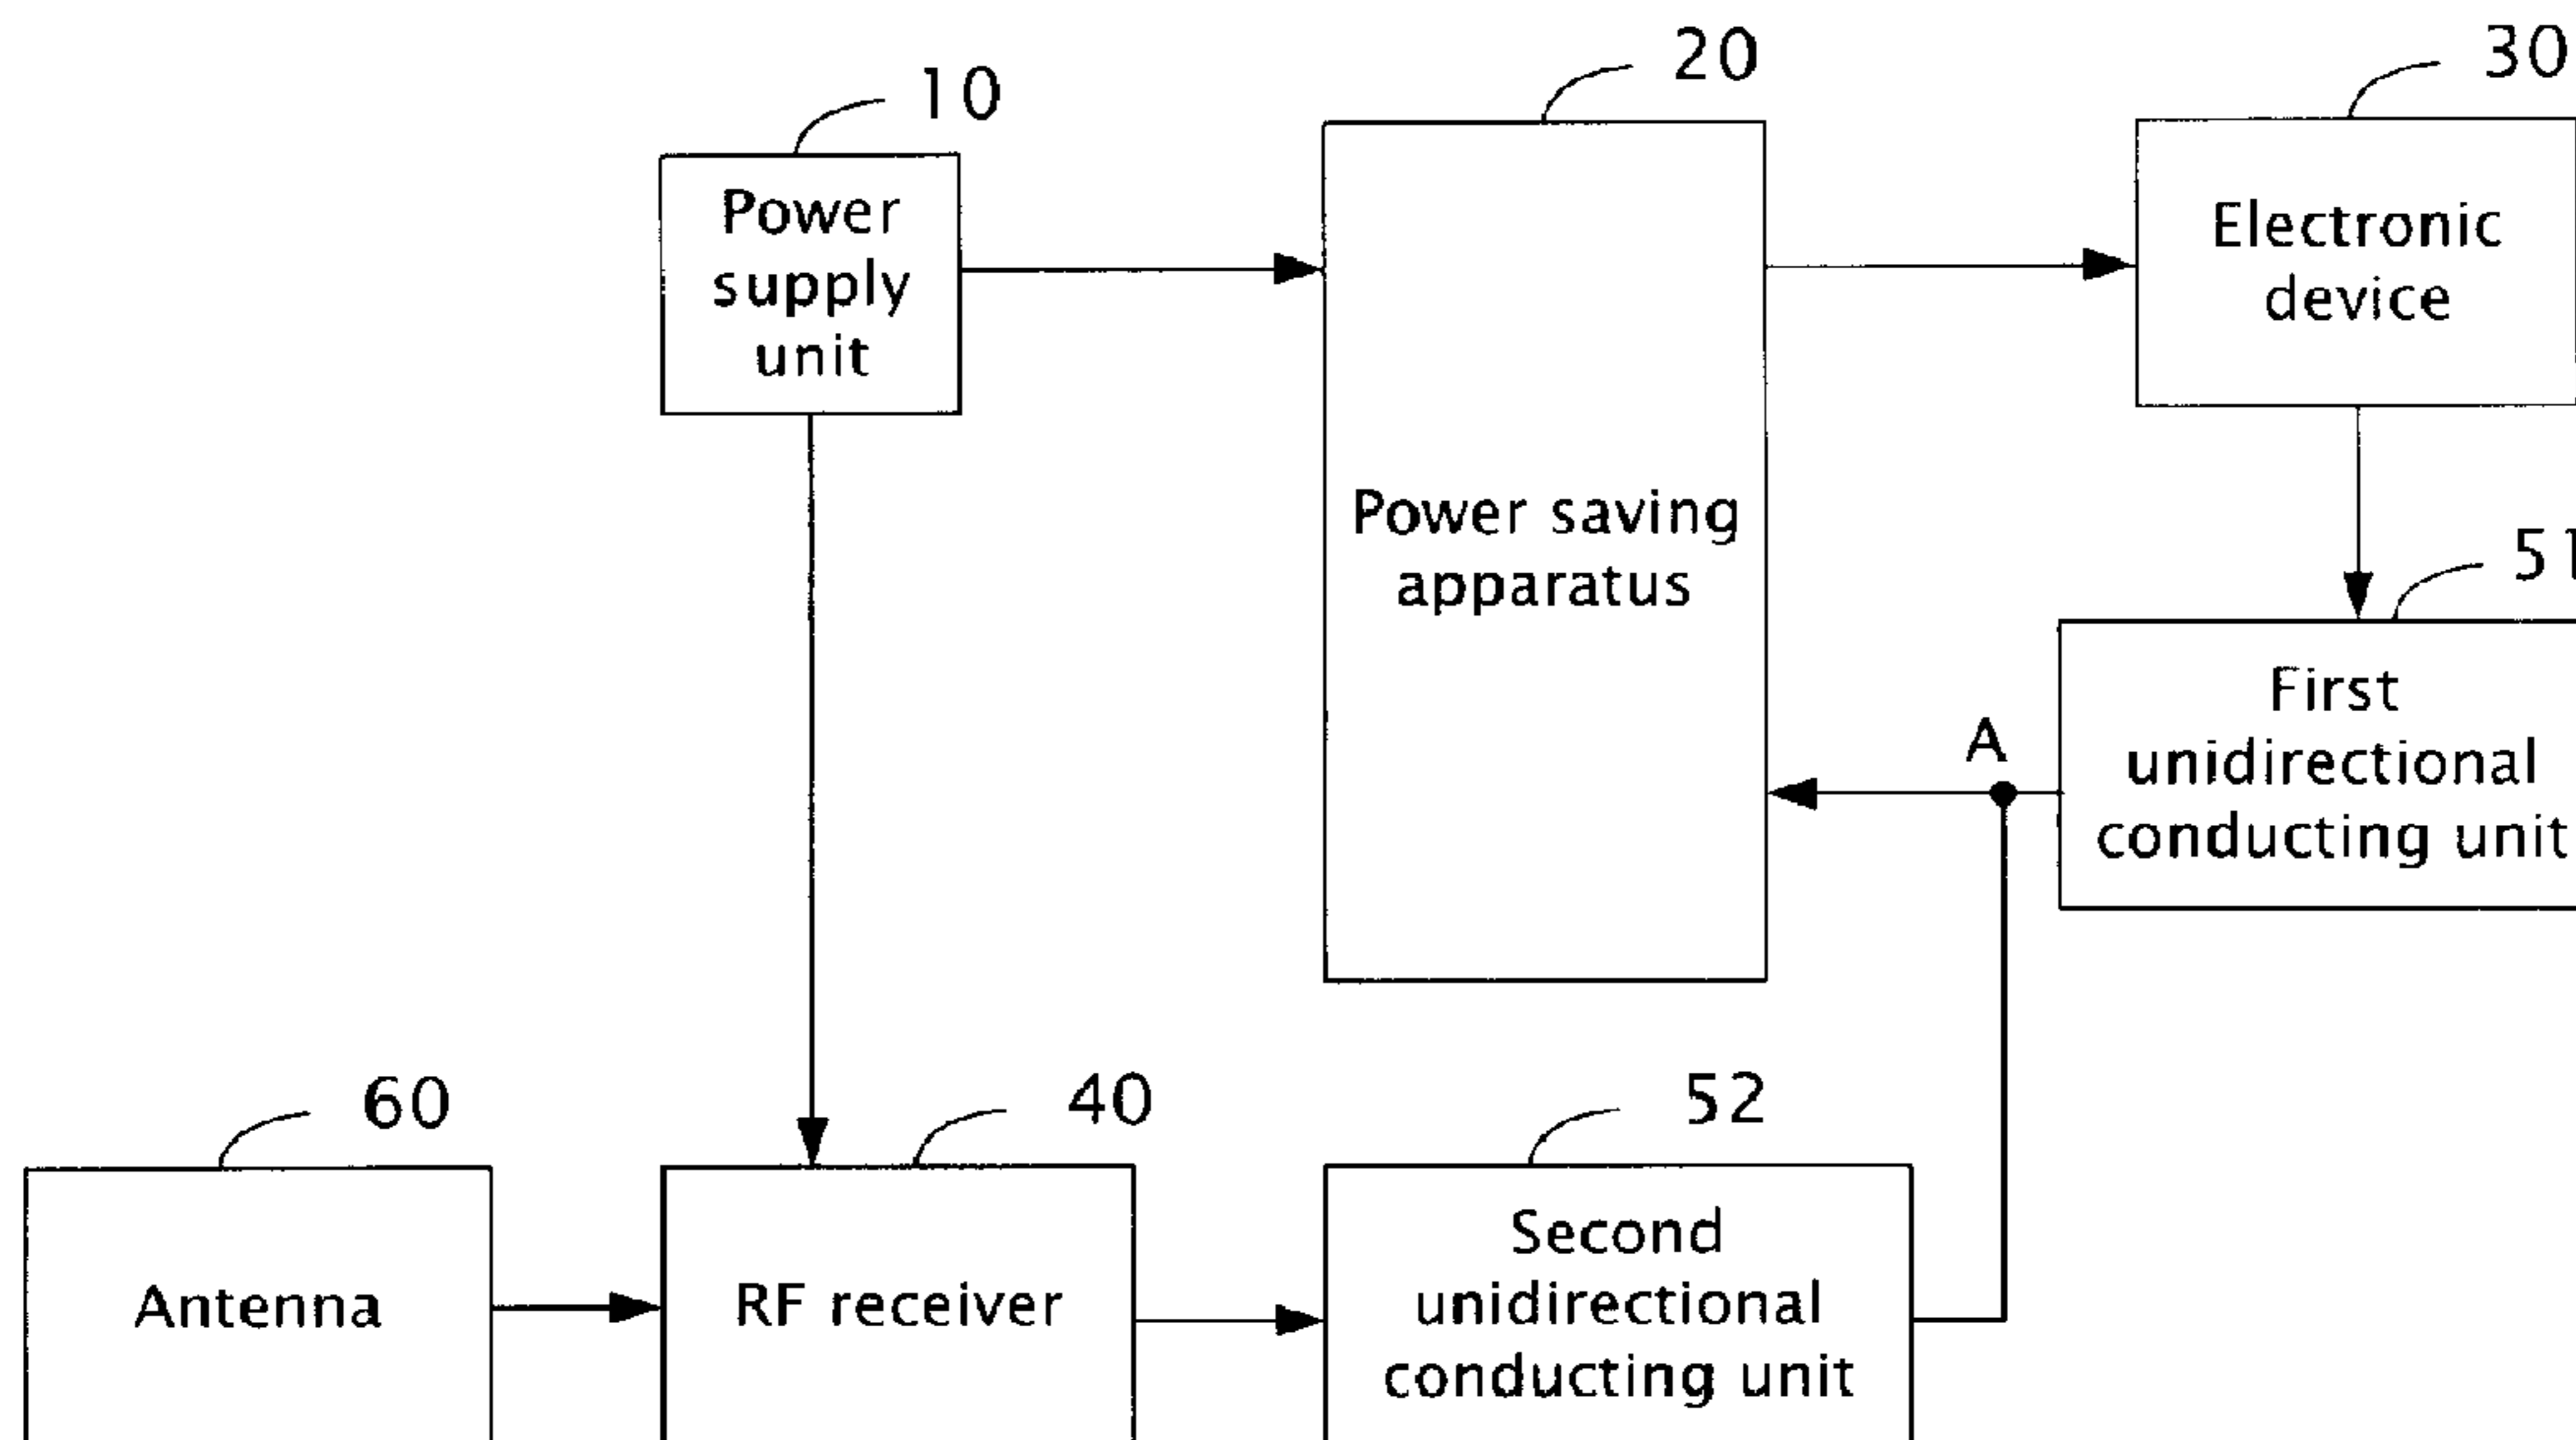 10
20
30
Power
supply
unit
Electronic
device
Power saving
apparatus
51
First
unidirectional
conducting unit
A
60
40
52
Antenna
RF receiver
Second
unidirectional
conducting unit